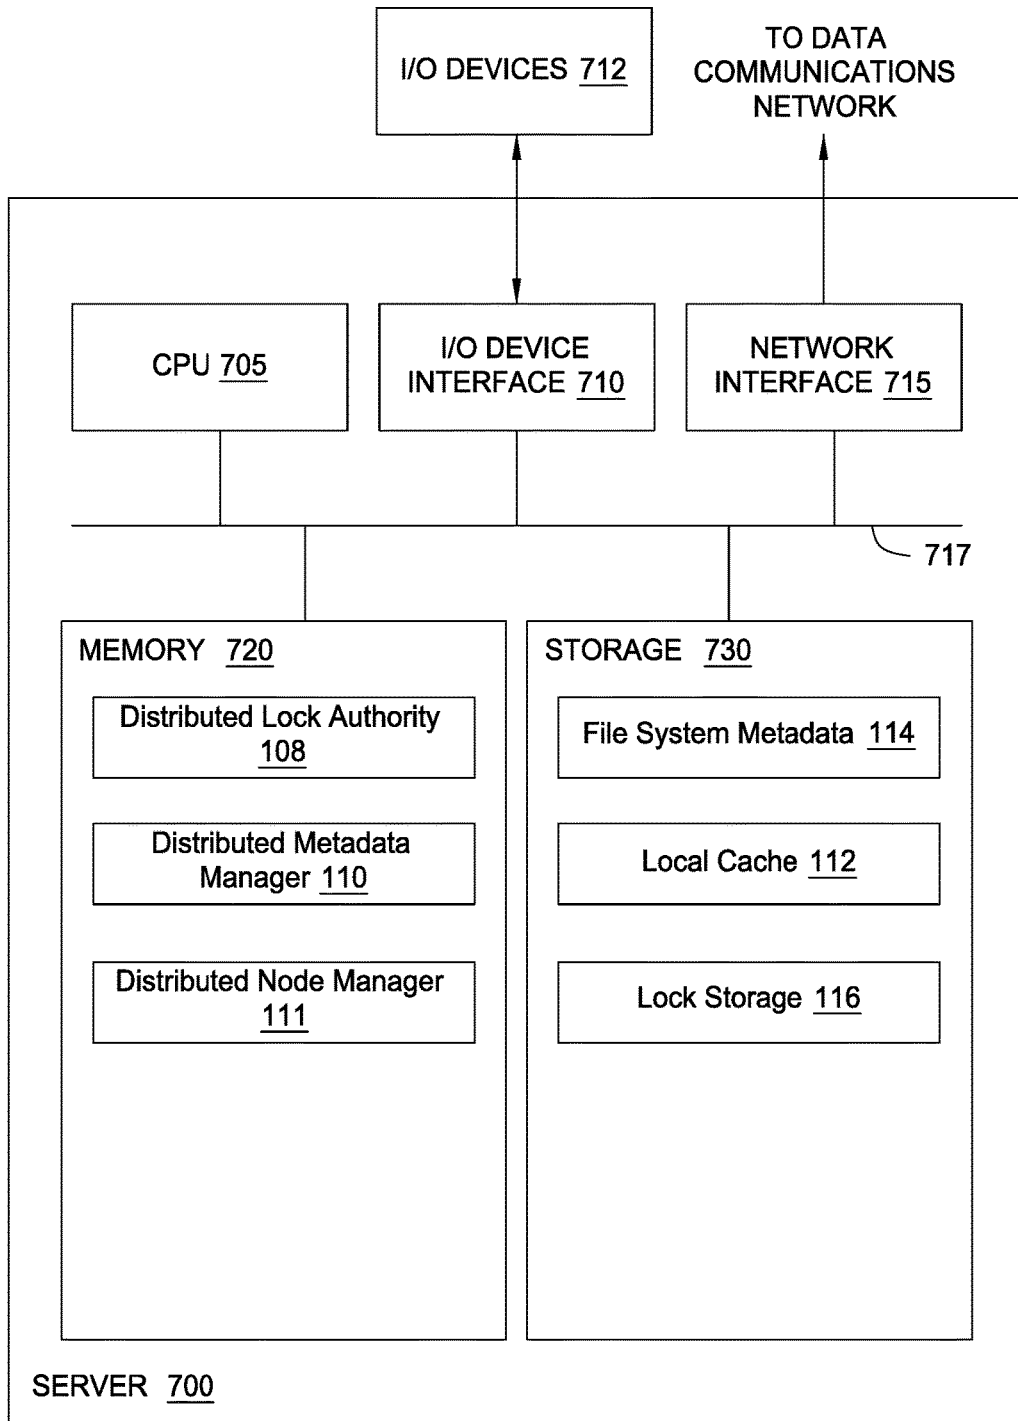 I/O DEVICES 712
TO DATA
COMMUNICATIONS
NETWORK
CPU 705
I/O DEVICE
INTERFACE 710
NETWORK
INTERFACE 715
717
MEMORY 720
Distributed Lock Authority
108
Distributed Metadata
Manager 110
Distributed Node Manager
111
STORAGE 730
File System Metadata 114
Local Cache 112
Lock Storage 116
SERVER 700